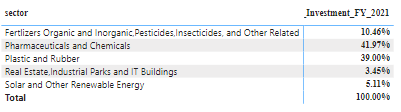 sector _Investment_FY_2021
Fertlizers Organic and Inorganic,Pesticides,Insecticides, and Other Related 10.46%
Pharmaceuticals and Chemicals 41.97%
Plastic and Rubber 39.00%
Real Estate,Industrial Parks and IT Buildings 3.45%
Solar and Other Renewable Energy 5.11%
Total 100.00%